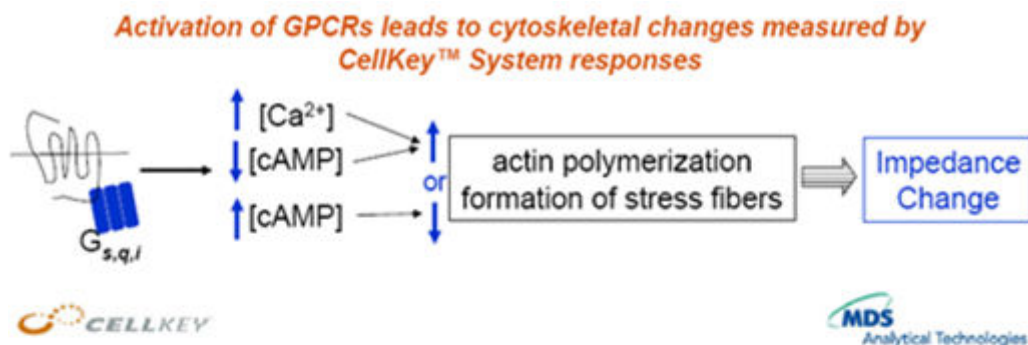 Activation of GPCRs leads to cytoskeletal changes measured by
CellKey™ System responses
[Ca²⁺]
[cAMP]
[cAMP]
or
G s,q,i
actin polymerization
formation of stress fibers
Impedance
Change
CELLKEY
MDS
Analytical Technologies